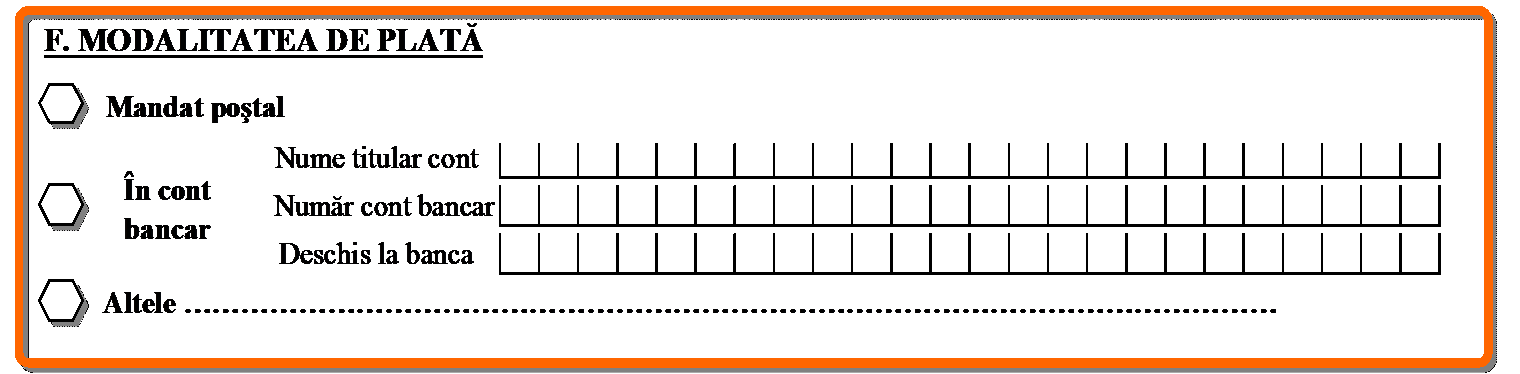 F. MODALITATEA DE PLATĂ
Mandat poştal
În cont
bancar
Nume titular cont
Număr cont bancar
Deschis la banca
Altele ..............................................................................................................